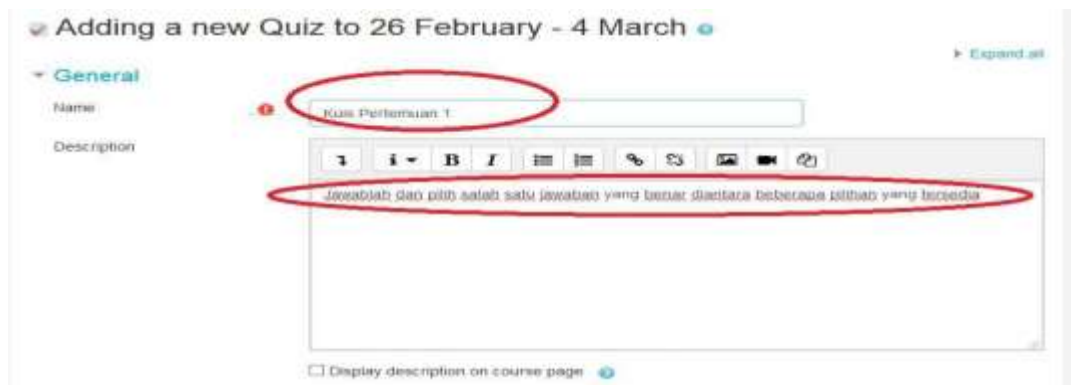 Adding a new Quiz to 26 February - 4 March
Expand all
General
Name
Kuis Pertemuan 1
Description
B I
Jawablah dan pilih salah satu jawaban yang benar diantara beberapa pilihan yang tersedia
Display description on course page